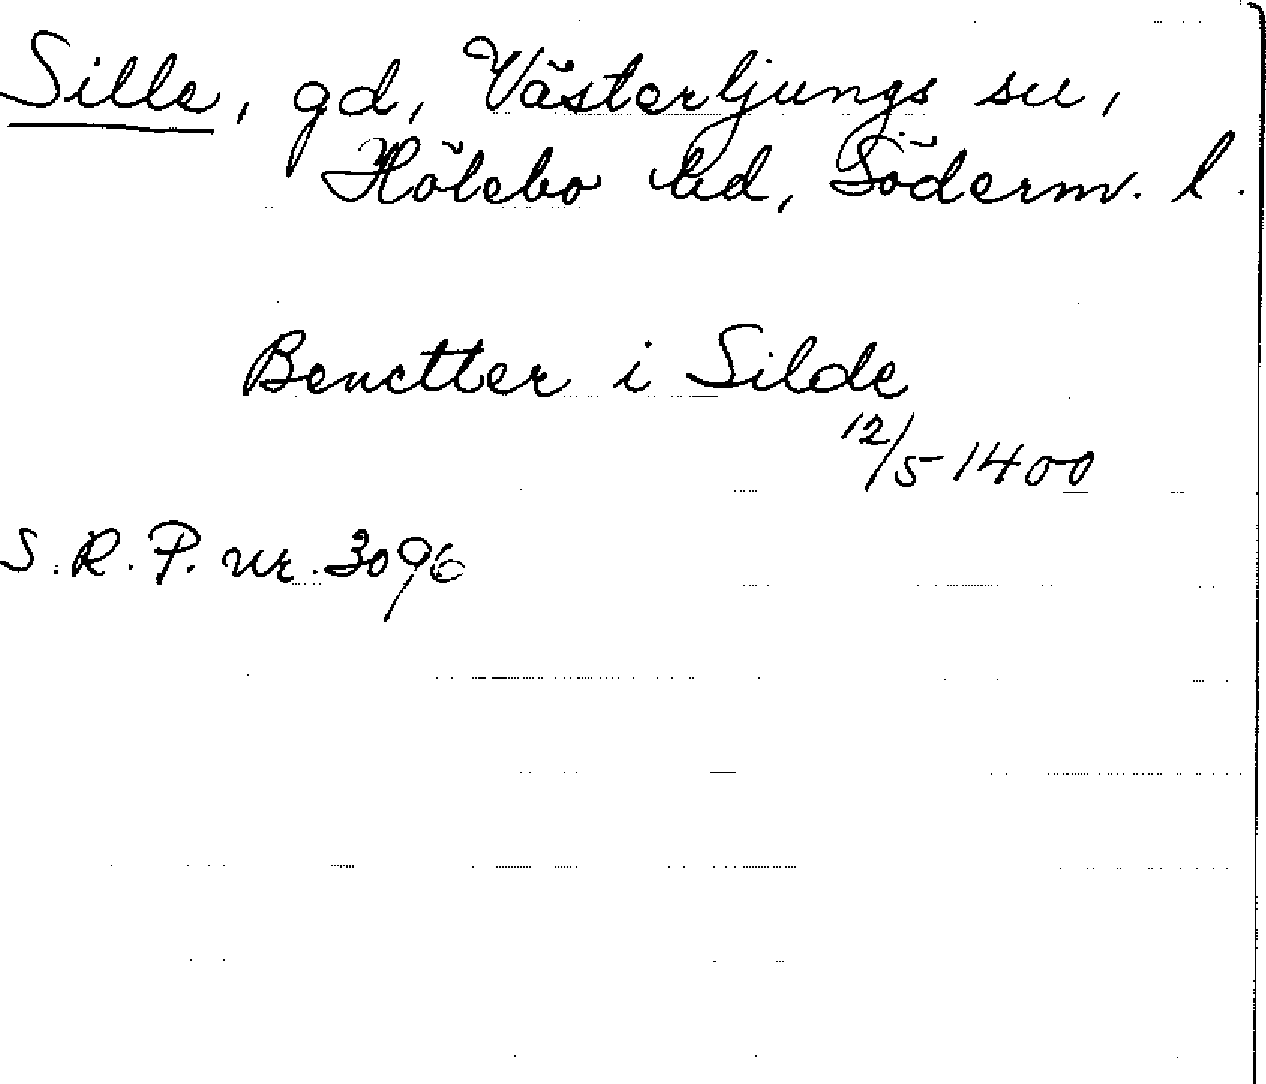 Sille, gd, Västerljungs sn,
Hölebo hd, Söderm. l.
Benctter i Silde
12/5 1400
S.R.P. nr. 3096